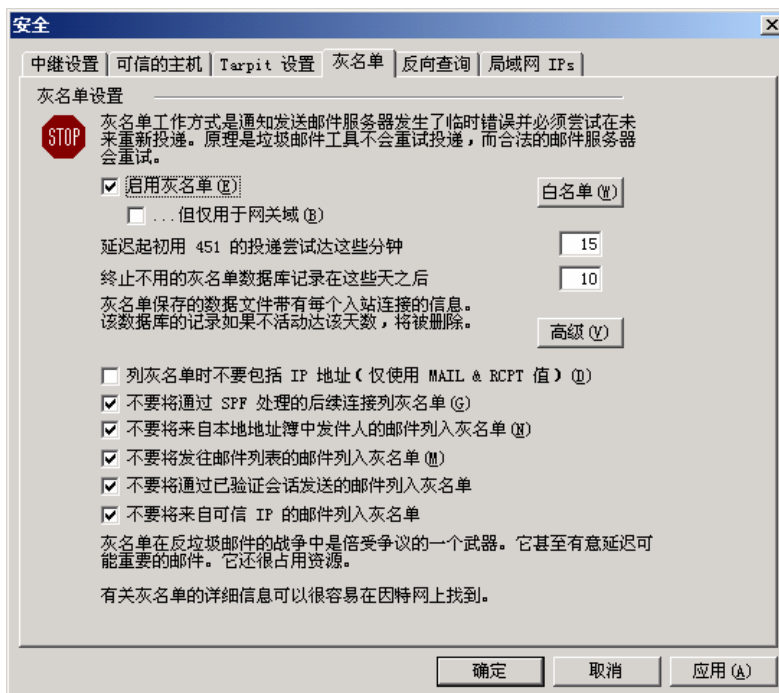 安全
中继设置 可信的主机 Tarpit 设置 灰名单 反向查询 局域网 IPs
灰名单设置
STOP
灰名单工作方式是通知发送邮件服务器发生了临时错误并必须尝试在未
来重新投递。原理是垃圾邮件工具不会重试投递,而合法的邮件服务器
会重试。
启用灰名单(E)
白名单(W)
...但仅用于网关域(B)
延迟起初用 451 的投递尝试达这些分钟 15
终止不用的灰名单数据库记录在这些天之后 10
灰名单保存的数据文件带有每个入站连接的信息。
该数据库的记录如果不活动达该天数,将被删除。
高级(V)
列灰名单时不要包括 IP 地址(仅使用 MAIL & RCPT 值)(D)
不要将通过 SPF 处理的后续连接列灰名单(G)
不要将来自本地地址簿中发件人的邮件列入灰名单(N)
不要将发往邮件列表的邮件列入灰名单(M)
不要将通过已验证会话发送的邮件列入灰名单
不要将来自可信 IP 的邮件列入灰名单
灰名单在反垃圾邮件的战争中是倍受争议的一个武器。它甚至有意延迟可
能重要的邮件。它还很占用资源。
有关灰名单的详细信息可以很容易在因特网上找到。
确定 取消 应用(A)